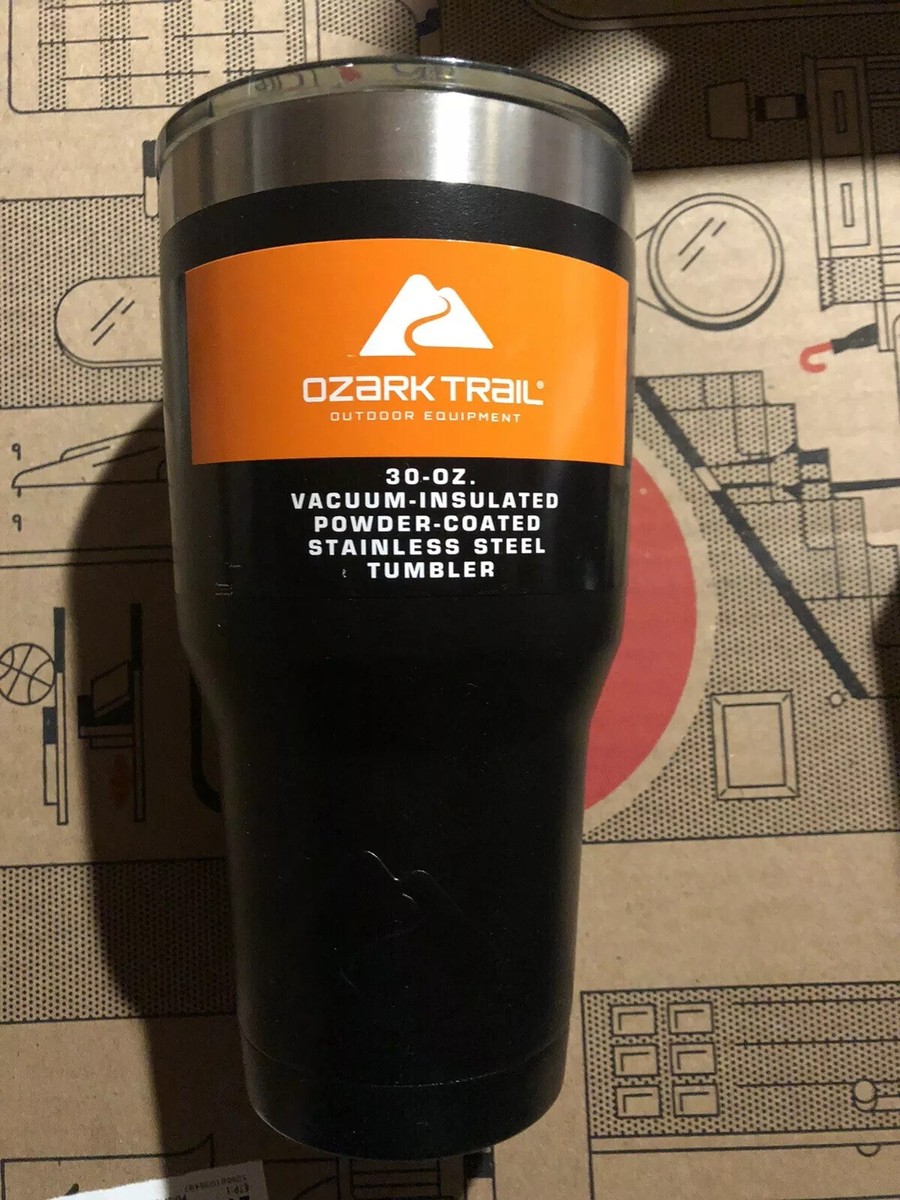 OZARK TRAIL®
OUTDOOR EQUIPMENT
30-OZ.
VACUUM-INSULATED
POWDER-COATED
STAINLESS STEEL
TUMBLER